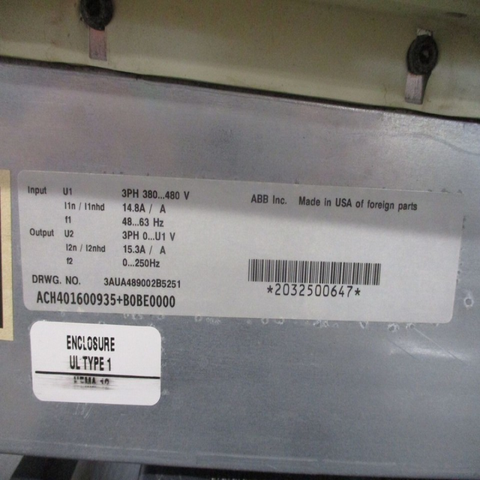 Input U1 3PH 380...480 V
I1n / I1nhd 14.8A / A
f1 48...63 Hz
Output U2 3PH 0...U1 V
I2n / I2nhd 15.3A / A
f2 0...250Hz
DRWG. NO. 3AUA489002B5251
ACH401600935+B0BE0000
ABB Inc. Made in USA of foreign parts
*2032500647*
ENCLOSURE
UL TYPE 1